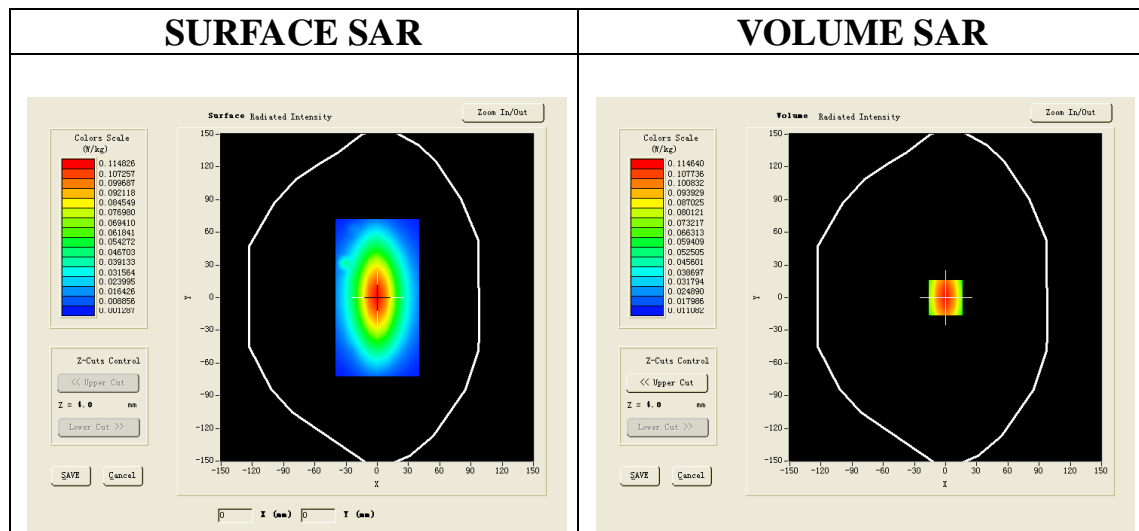 SURFACE SAR
VOLUME SAR
Surface Radiated Intensity
Zoom In/Out
Colors Scale
(W/kg)
0.114826
0.107257
0.099687
0.092118
0.084549
0.076980
0.069410
0.061841
0.054272
0.046703
0.039133
0.031564
0.023995
0.016426
0.008856
0.001287
150
120
90
60
30
0
-30
-60
-90
-120
-150
Y
-150 -120 -90 -60 -30 0 30 60 90 120 150
X
Z-Cuts Control
<< Upper Cut
Z = 4.0 mm
Lower Cut >>
SAVE Cancel
0 X (mm) 0 Y (mm)
Volume Radiated Intensity
Zoom In/Out
Colors Scale
(W/kg)
0.114640
0.107736
0.100832
0.093929
0.087025
0.080121
0.073217
0.066313
0.059409
0.052505
0.045601
0.038697
0.031794
0.024890
0.017986
0.011082
150
120
90
60
30
0
-30
-60
-90
-120
-150
Y
-150 -120 -90 -60 -30 0 30 60 90 120 150
X
Z-Cuts Control
<< Upper Cut
Z = 4.0 mm
Lower Cut >>
SAVE Cancel